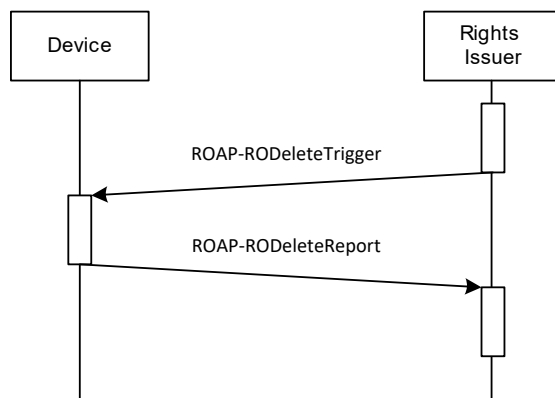 Device
Rights
Issuer
ROAP-RODeleteTrigger
ROAP-RODeleteReport